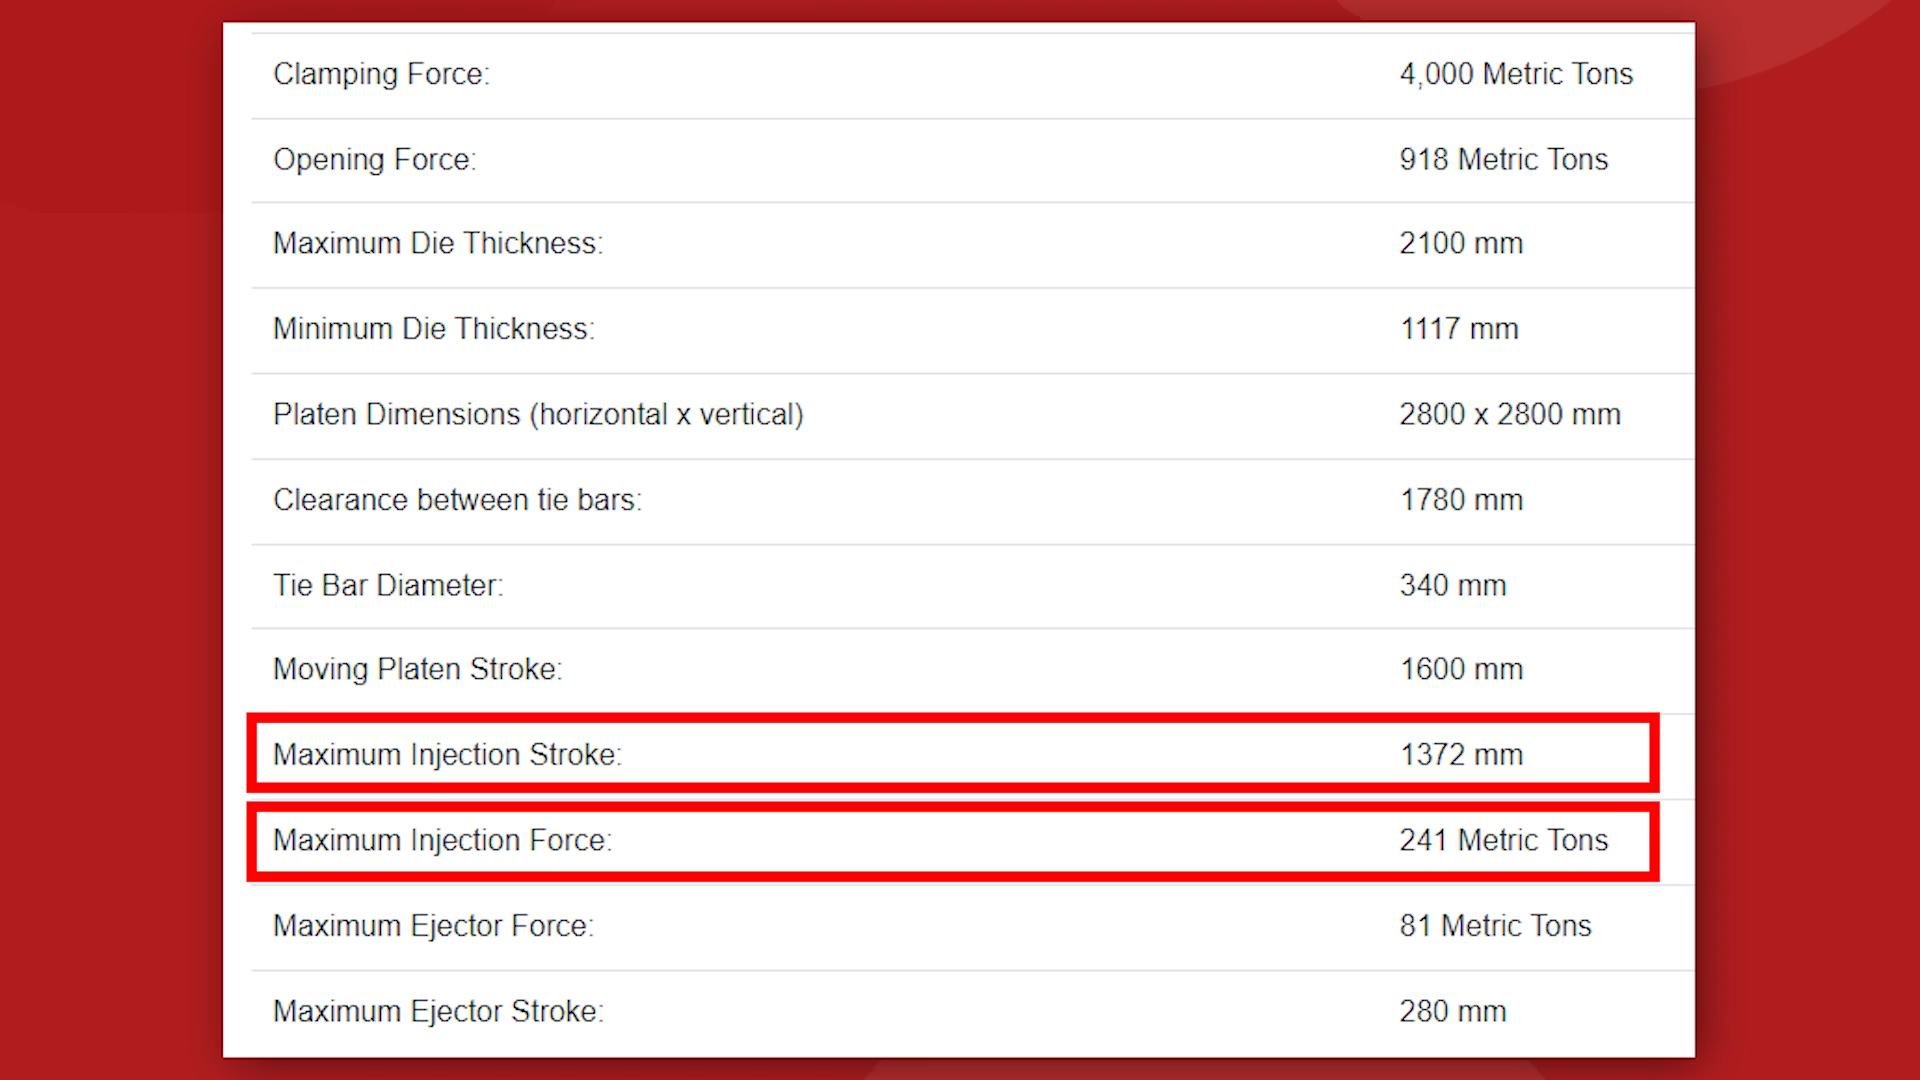 Clamping Force: 4,000 Metric Tons
Opening Force: 918 Metric Tons
Maximum Die Thickness: 2100 mm
Minimum Die Thickness: 1117 mm
Platen Dimensions (horizontal x vertical) 2800 x 2800 mm
Clearance between tie bars: 1780 mm
Tie Bar Diameter: 340 mm
Moving Platen Stroke: 1600 mm
Maximum Injection Stroke: 1372 mm
Maximum Injection Force: 241 Metric Tons
Maximum Ejector Force: 81 Metric Tons
Maximum Ejector Stroke: 280 mm